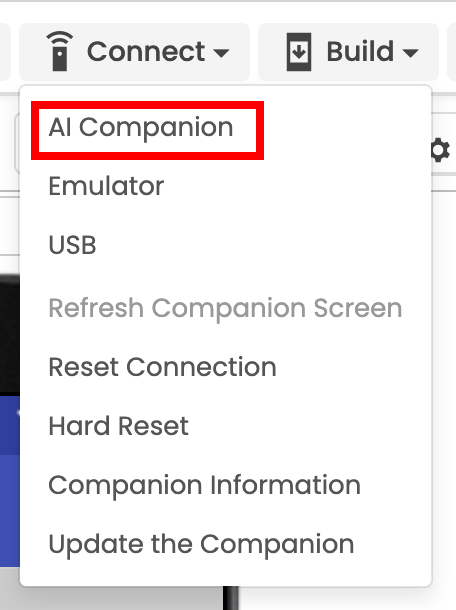 Connect
Build
AI Companion
Emulator
USB
Refresh Companion Screen
Reset Connection
Hard Reset
Companion Information
Update the Companion